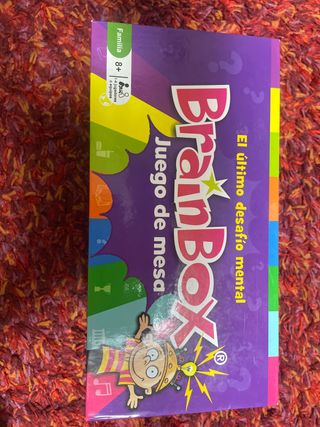 Familia
8+
El último desafío mental
BrainBOX®
Juego de mesa